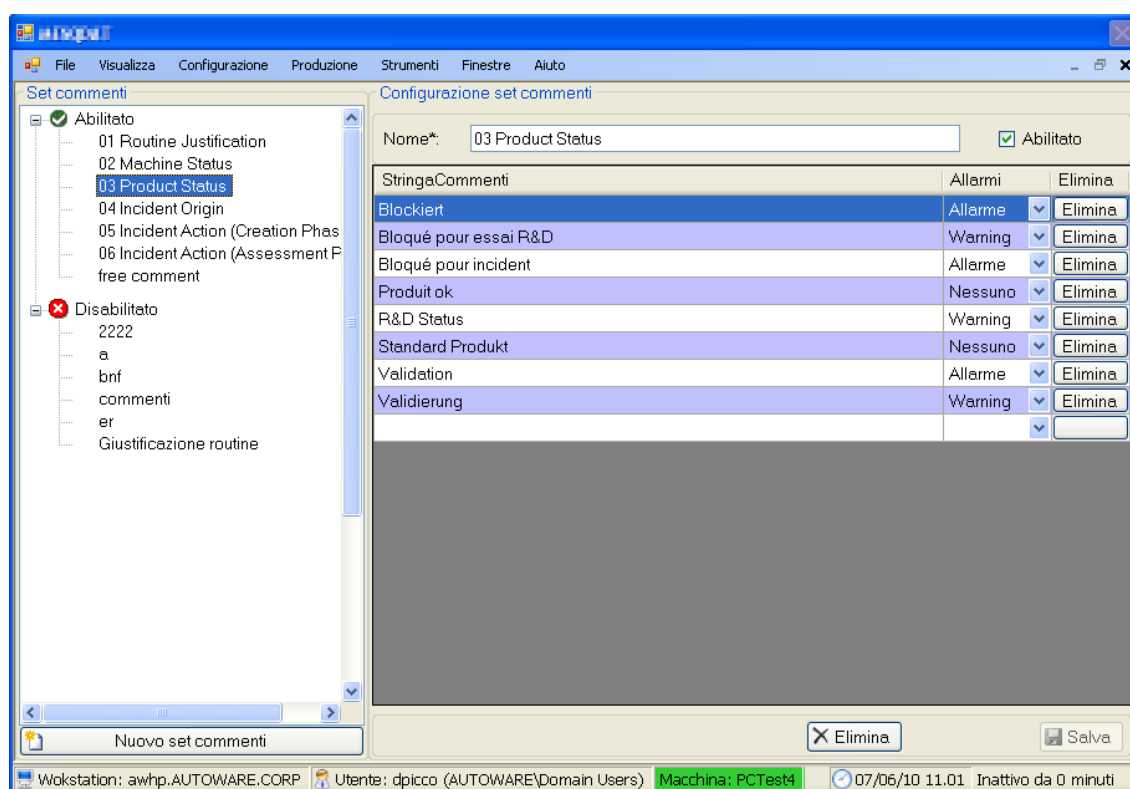 File Visualizza Configurazione Produzione Strumenti Finestre Aiuto
Set commenti
Abilitato
01 Routine Justification
02 Machine Status
03 Product Status
04 Incident Origin
05 Incident Action (Creation Phas
06 Incident Action (Assessment P
free comment
Disabilitato
2222
a
bnf
commenti
er
Giustificazione routine
Nuovo set commenti
Configurazione set commenti
Nome*: 03 Product Status Abilitato
StringaCommenti Allarmi Elimina
Blockiert Allarme Elimina
Bloqué pour essai R&D Warning Elimina
Bloqué pour incident Allarme Elimina
Produit ok Nessuno Elimina
R&D Status Warning Elimina
Standard Produkt Nessuno Elimina
Validation Allarme Elimina
Validierung Warning Elimina
Elimina Salva
Wokstation: awhp.AUTOWARE.CORP Utente: dpicco (AUTOWARE\Domain Users) Macchina: PCTest4 07/06/10 11.01 Inattivo da 0 minuti